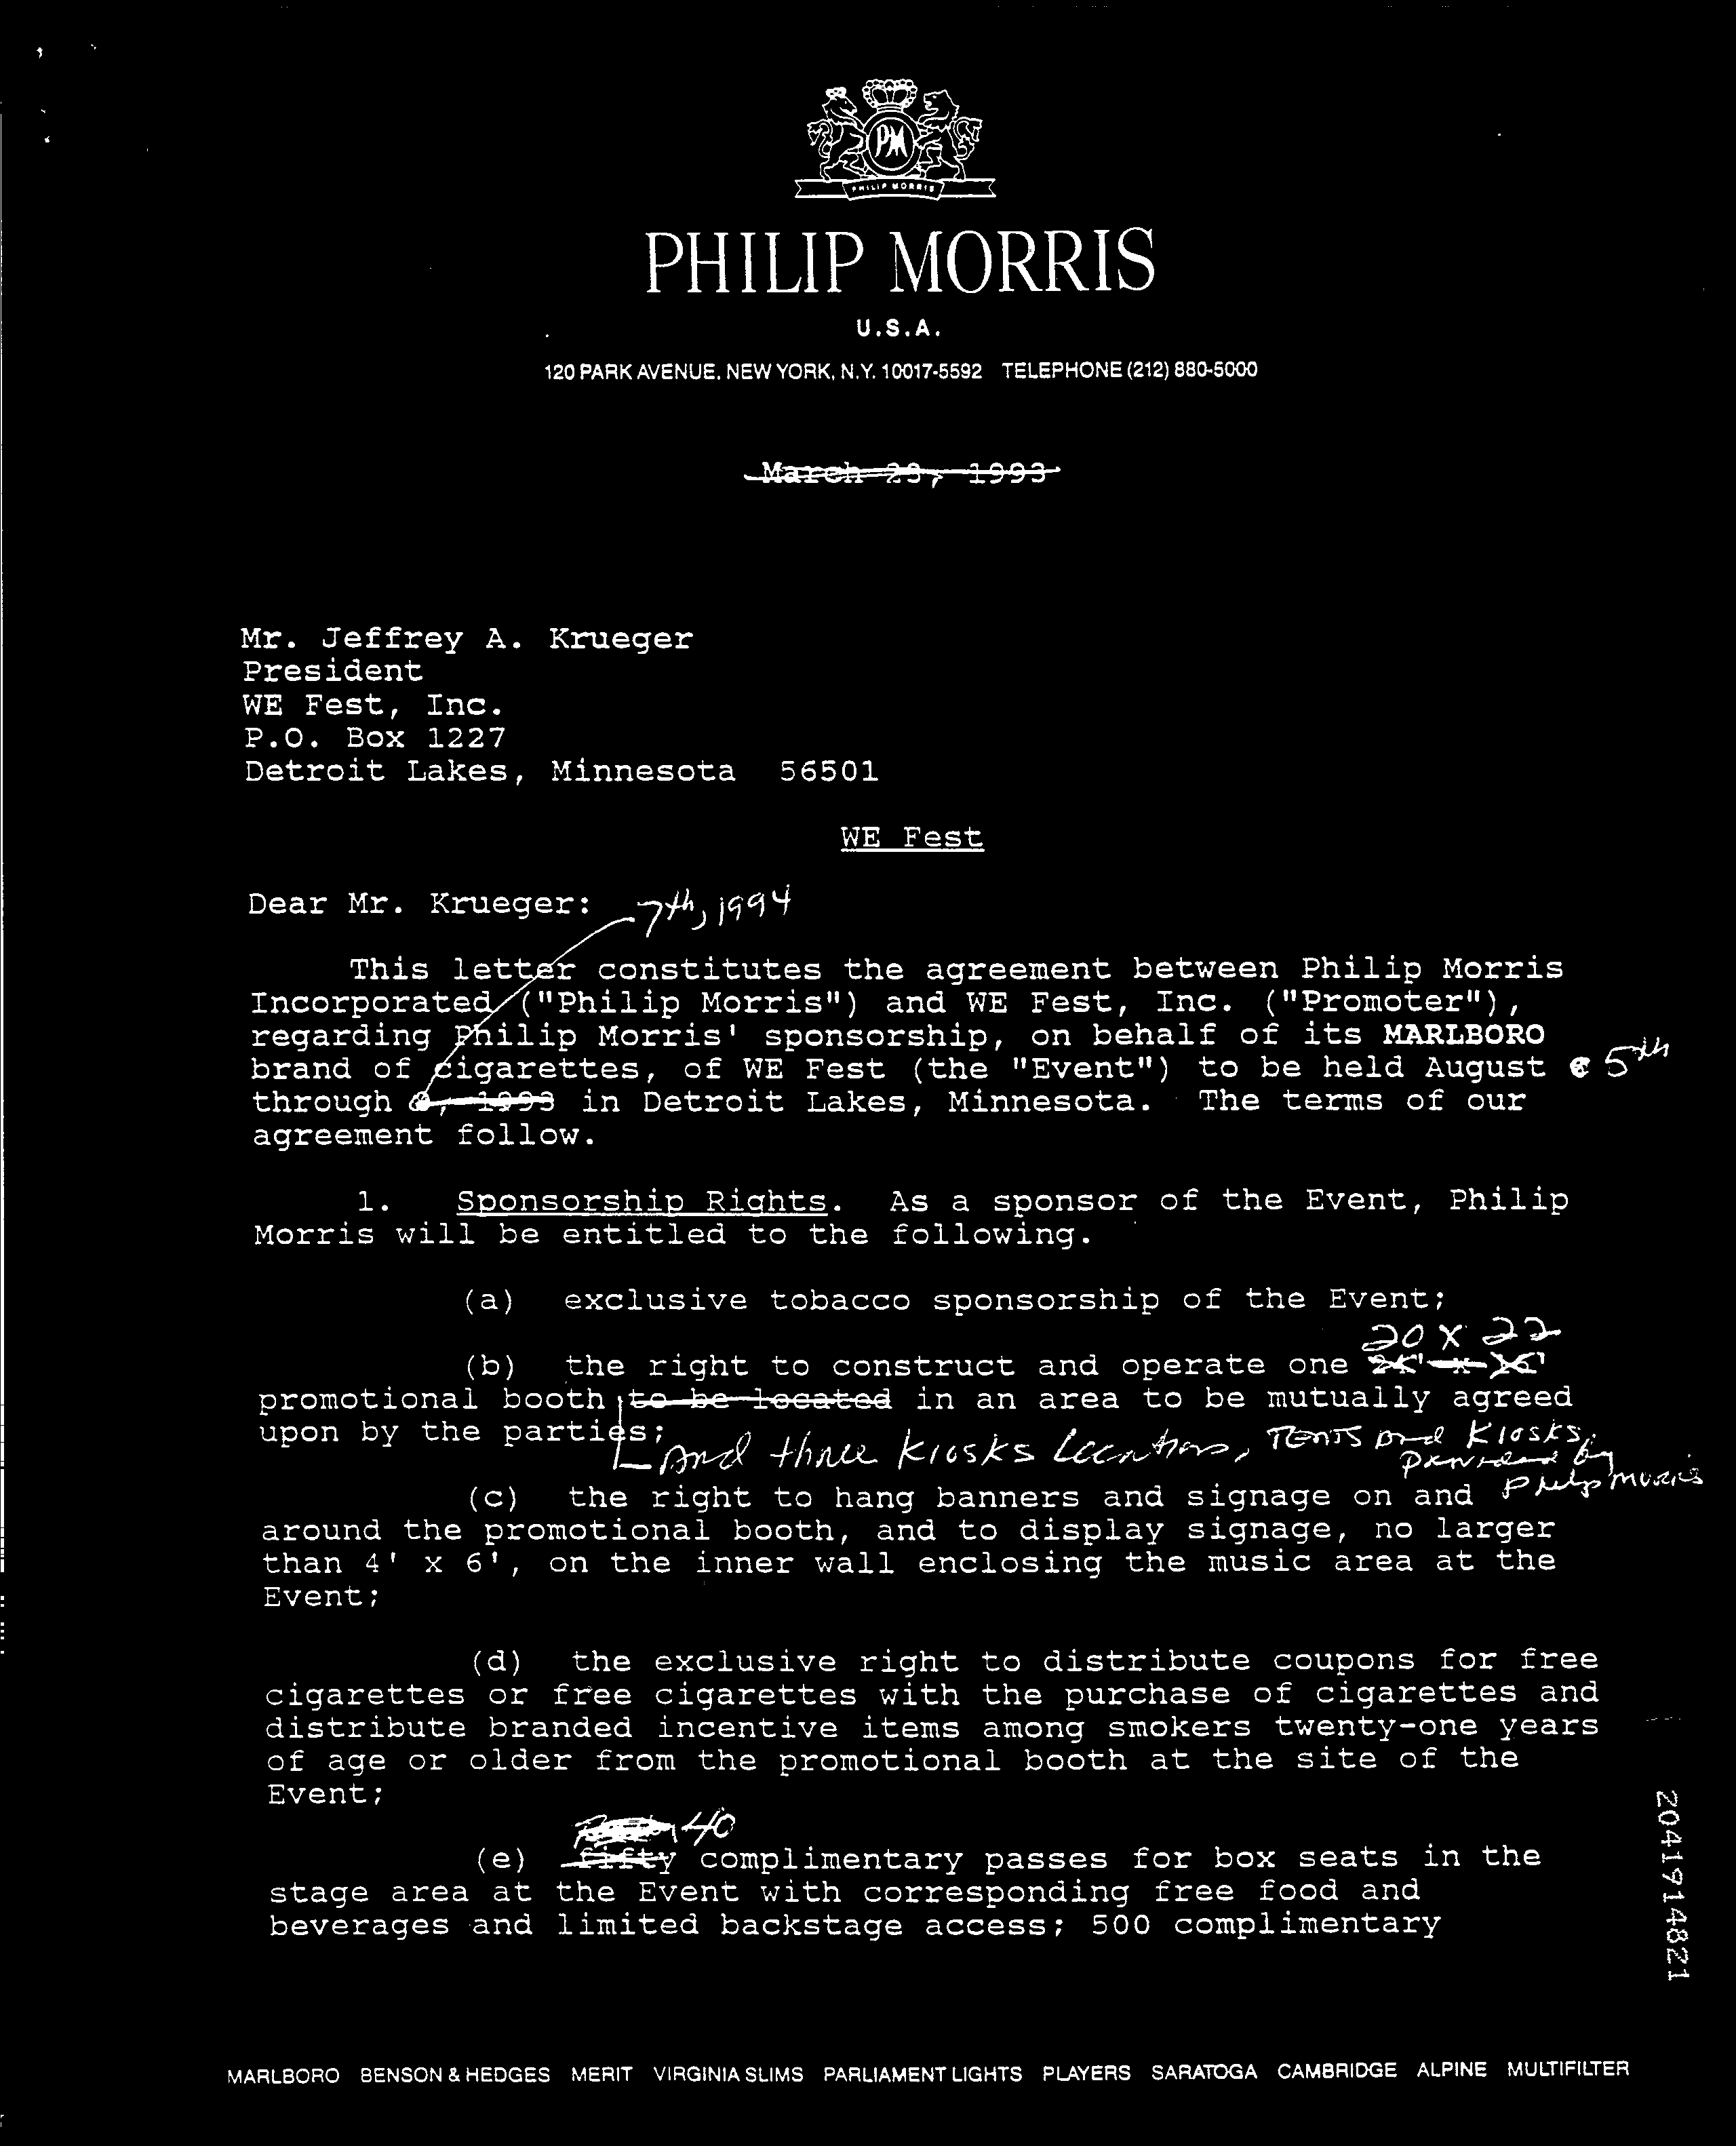 PM
PHILIP MORRIS
PHILIP MORRIS
U.S.A.
120 PARK AVENUE, NEW YORK, N.Y. 10017-5592 TELEPHONE (212) 880-5000
March 23, 1993
Mr. Jeffrey A. Krueger
President
WE Fest, Inc.
P.O. Box 1227
Detroit Lakes, Minnesota 56501
WE Fest
Dear Mr. Krueger: 7th, 1994
This letter constitutes the agreement between Philip Morris
Incorporated ("Philip Morris") and WE Fest, Inc. ("Promoter"),
regarding Philip Morris' sponsorship, on behalf of its MARLBORO
brand of cigarettes, of WE Fest (the "Event") to be held August 5th
through 1993 in Detroit Lakes, Minnesota. The terms of our
agreement follow.
1. Sponsorship Rights. As a sponsor of the Event, Philip
Morris will be entitled to the following.
(a) exclusive tobacco sponsorship of the Event;
20 X 22
(b) the right to construct and operate one
promotional booth to be located in an area to be mutually agreed
upon by the parties;
And three kiosks locations, Tents and Kiosks,
provided by
Philip Morris
(c) the right to hang banners and signage on and
around the promotional booth, and to display signage, no larger
than 4' x 6', on the inner wall enclosing the music area at the
Event;
(d) the exclusive right to distribute coupons for free
cigarettes or free cigarettes with the purchase of cigarettes and
distribute branded incentive items among smokers twenty-one years
of age or older from the promotional booth at the site of the
Event;
40
(e) fifty complimentary passes for box seats in the
stage area at the Event with corresponding free food and
beverages and limited backstage access; 500 complimentary
2041914821
MARLBORO BENSON & HEDGES MERIT VIRGINIA SLIMS PARLIAMENT LIGHTS PLAYERS SARATOGA CAMBRIDGE ALPINE MULTIFILTER